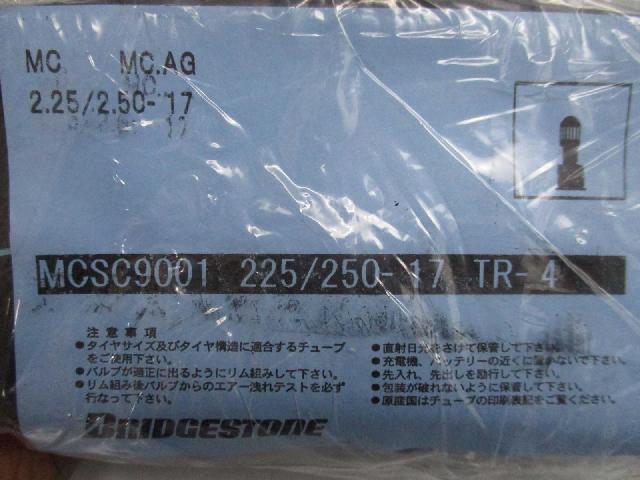 MC MC.AG
2.25/2.50-17
MCSC9001 225/250-17 TR-4
注意事項
●タイヤサイズ及びタイヤ構造に適合するチューブ
をご使用下さい。
●バルブが適正に出るようにリム組みして下さい。
●リム組み後バルブからのエアー洩れテストを必ず
行なって下さい。
●直射日光をさけて保管して下さい。
●充電機、バッテリーの近くに置かないで下さい。
●先入れ、先出しを励行して下さい。
●包装が破れないように保管して下さい。
●原産国はチューブの印刷表記をご覧ください。
BRIDGESTONE